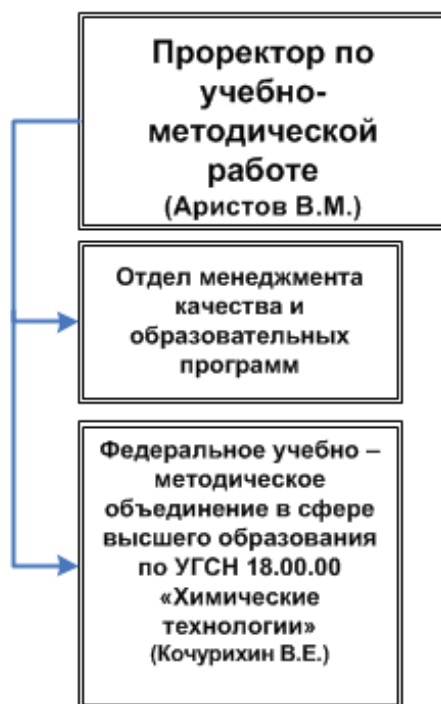 Проректор по
учебно-
методической
работе
(Аристов В.М.)
Отдел менеджмента
качества и
образовательных
программ
Федеральное учебно –
методическое
объединение в сфере
высшего образования
по УГСН 18.00.00
«Химические
технологии»
(Кочурихин В.Е.)